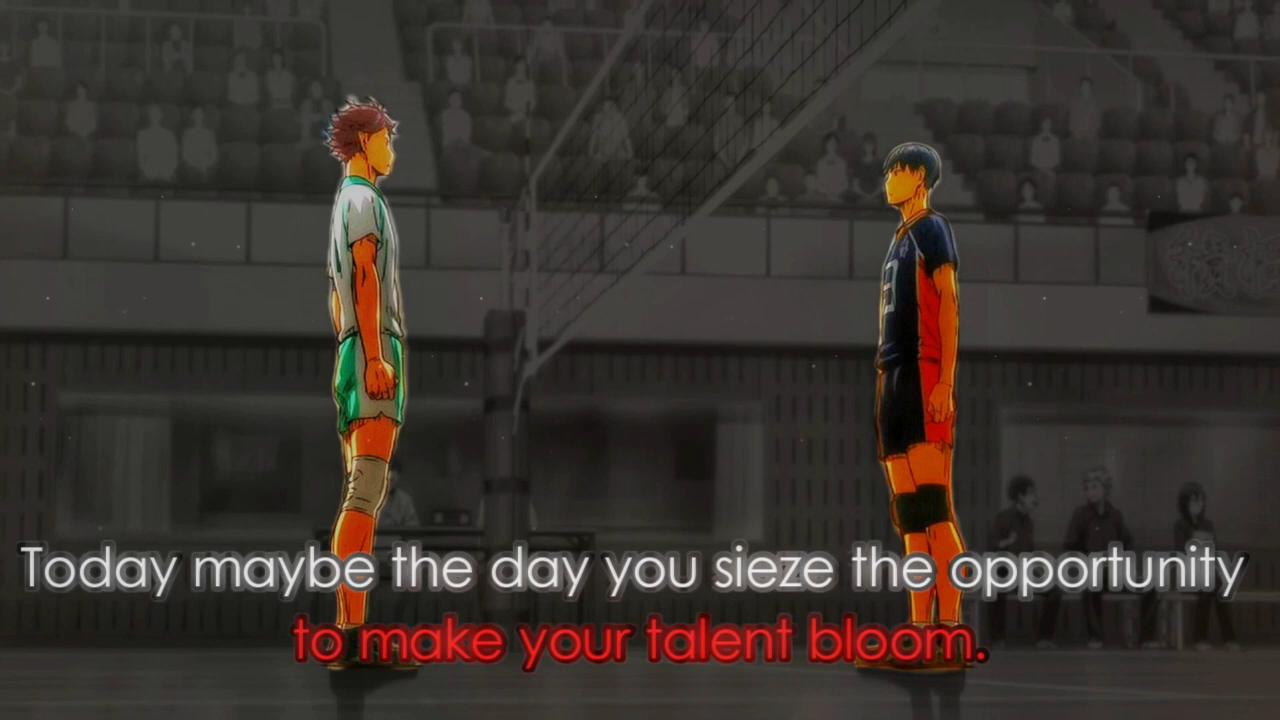 Today maybe the day you sieze the opportunity
to make your talent bloom.